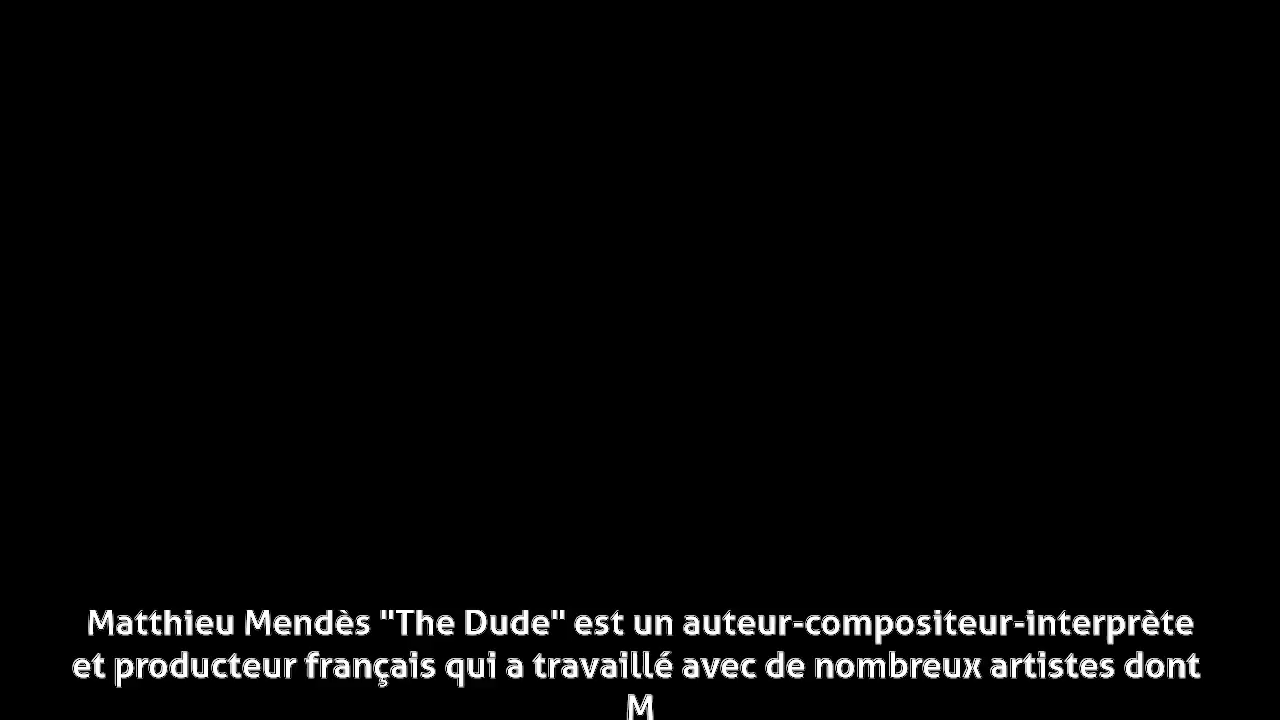 Matthieu Mendès "The Dude" est un auteur-compositeur-interprète
et producteur français qui a travaillé avec de nombreux artistes dont
M